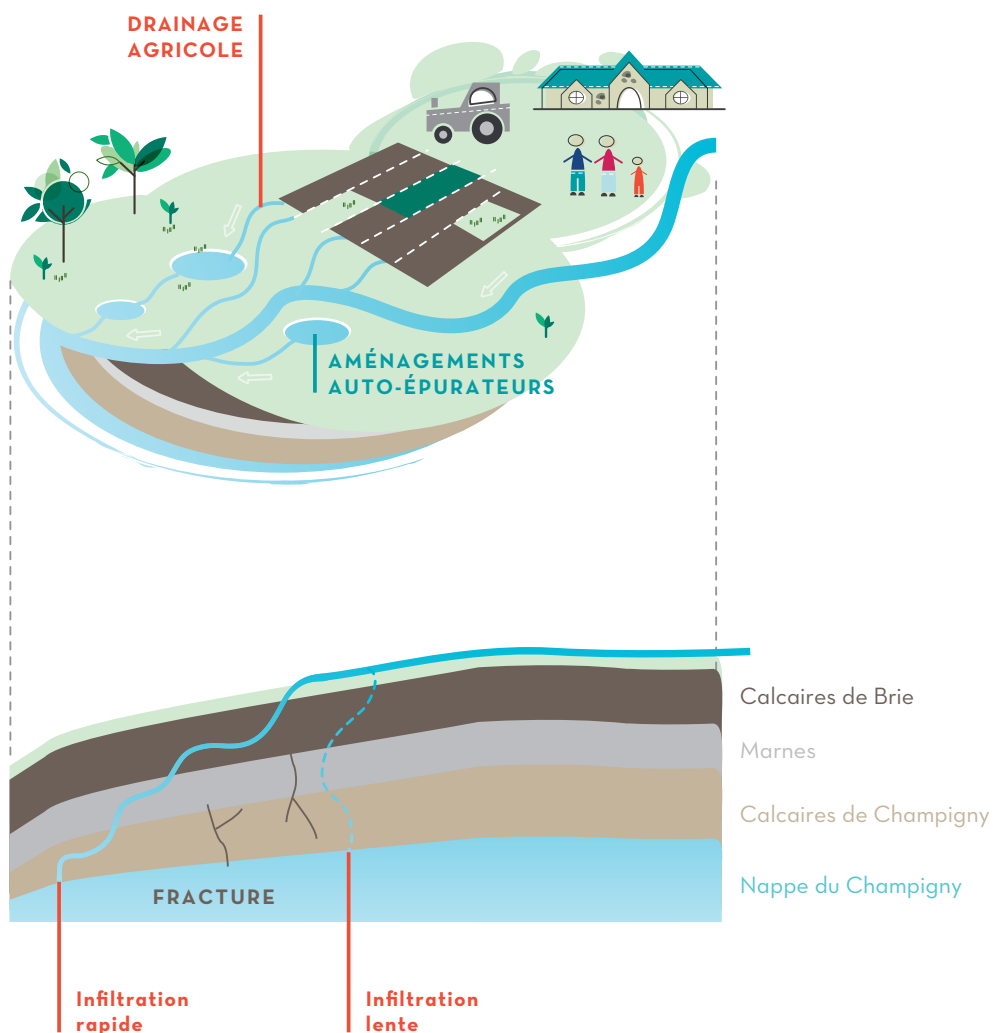 DRAINAGE
AGRICOLE
AMÉNAGEMENTS
AUTO-ÉPURATEURS
Calcaires de Brie
Marnes
Calcaires de Champigny
Nappe du Champigny
FRACTURE
Infiltration
rapide
Infiltration
lente